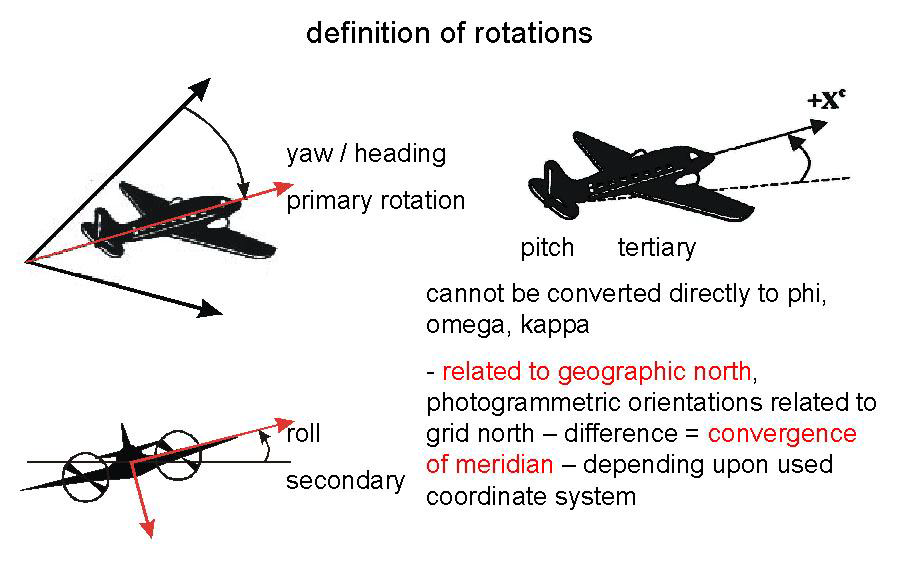 definition of rotations
yaw / heading
primary rotation
+Xᶜ
pitch tertiary
cannot be converted directly to phi,
omega, kappa
- related to geographic north,
photogrammetric orientations related to
grid north – difference = convergence
of meridian – depending upon used
coordinate system
roll
secondary